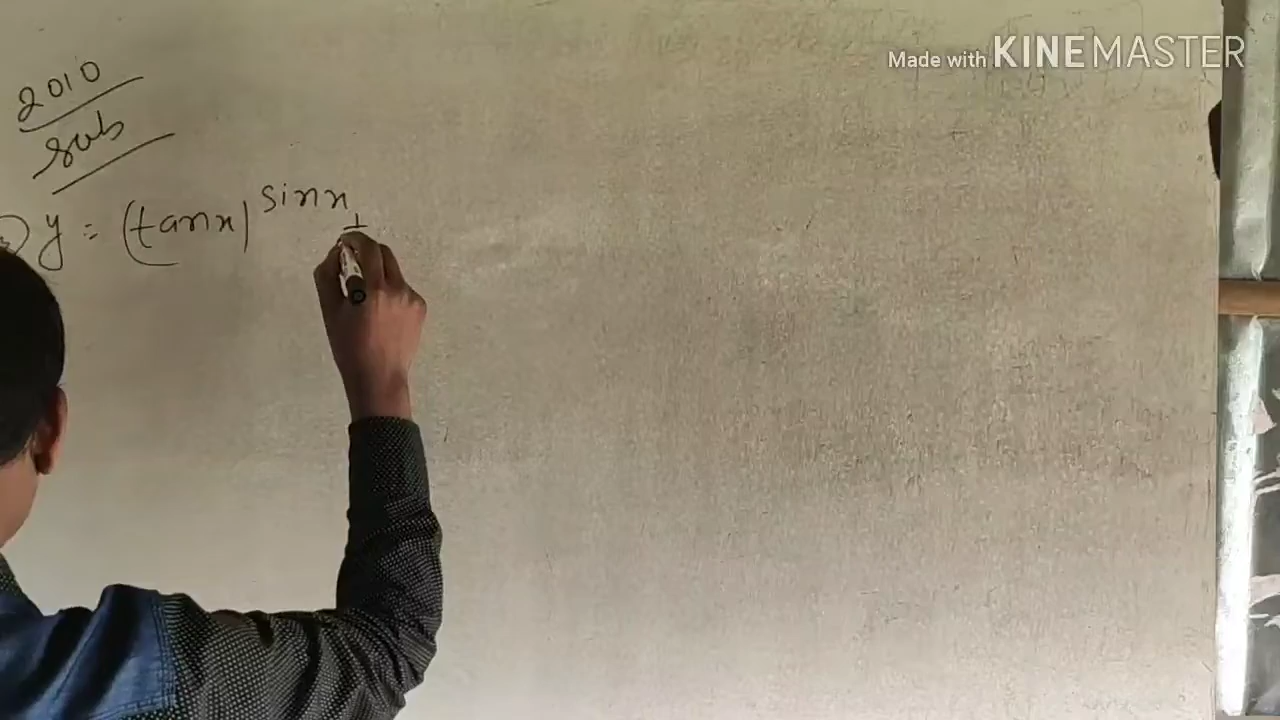 Made with KINEMASTER
2010
sub
y = (tanx)^sinx +